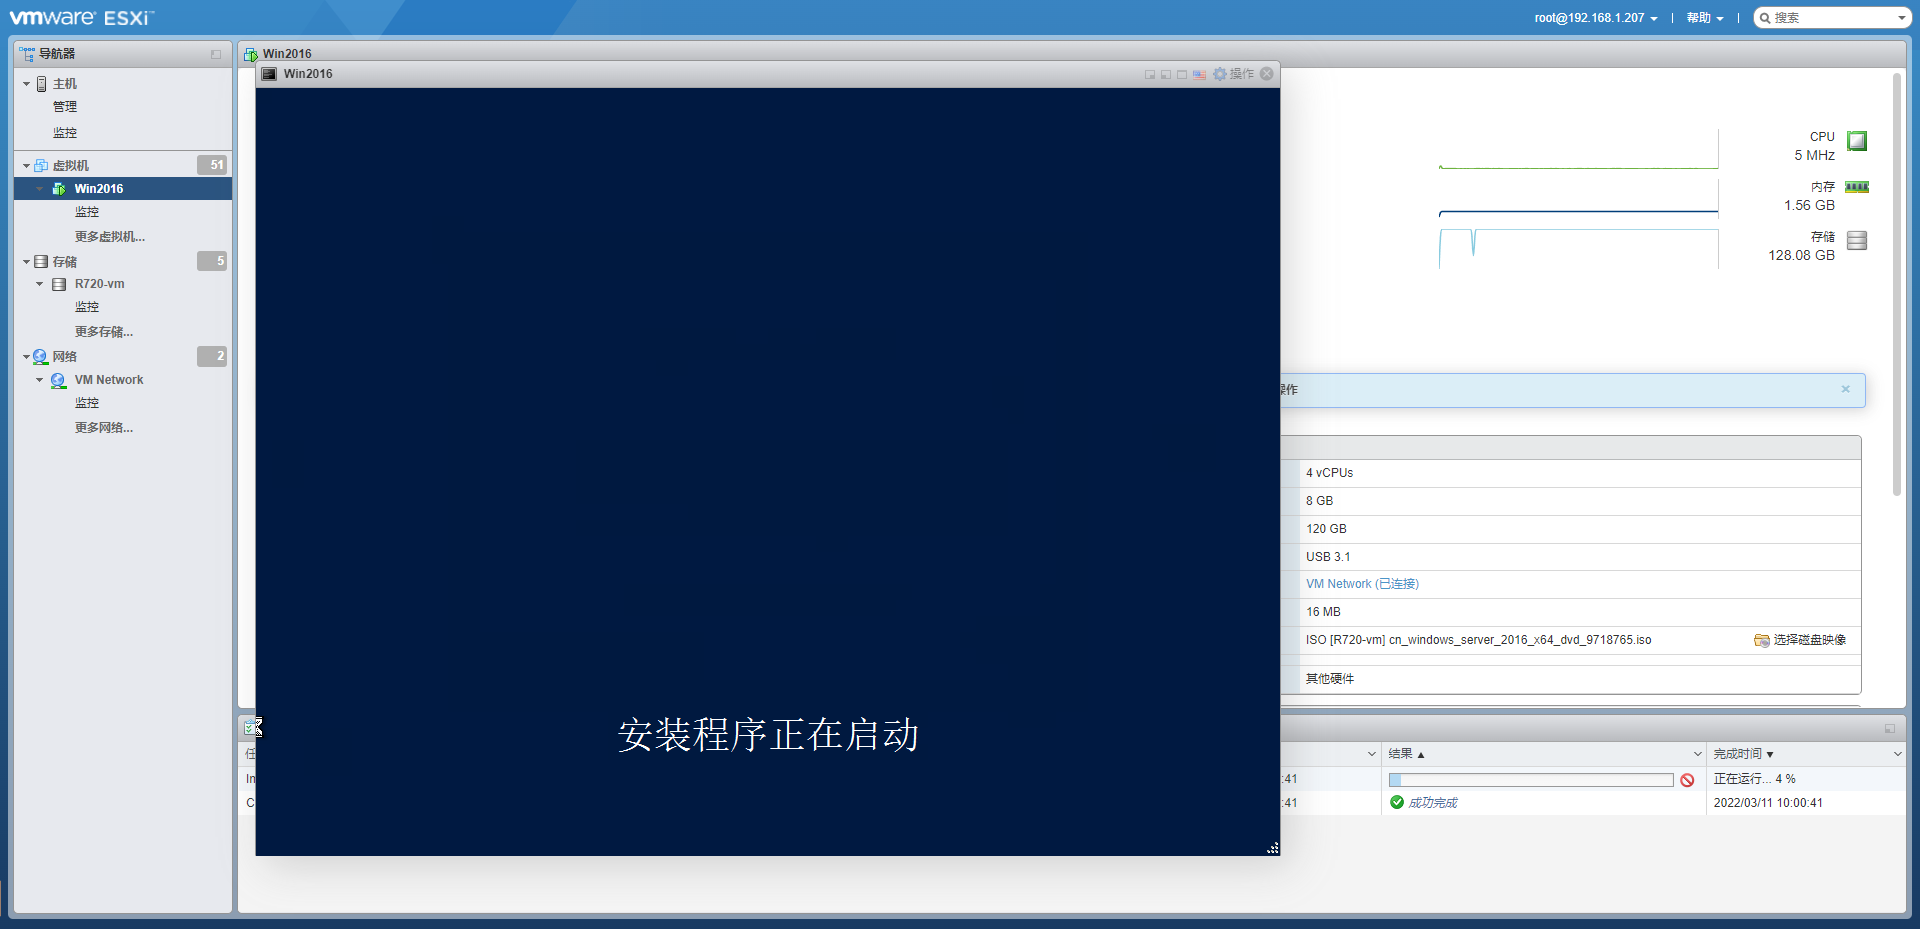 vmware ESXi™
root@192.168.1.207
帮助
搜索
导航器
主机
管理
监控
虚拟机
51
Win2016
监控
更多虚拟机...
存储
5
R720-vm
监控
更多存储...
网络
2
VM Network
监控
更多网络...
Win2016
Win2016
操作
安装程序正在启动
CPU
5 MHz
内存
1.56 GB
存储
128.08 GB
操作
4 vCPUs
8 GB
120 GB
USB 3.1
VM Network (已连接)
16 MB
ISO [R720-vm] cn_windows_server_2016_x64_dvd_9718765.iso
选择磁盘映像
其他硬件
任
结果
完成时间
In
:41
正在运行... 4 %
C
:41
成功完成
2022/03/11 10:00:41